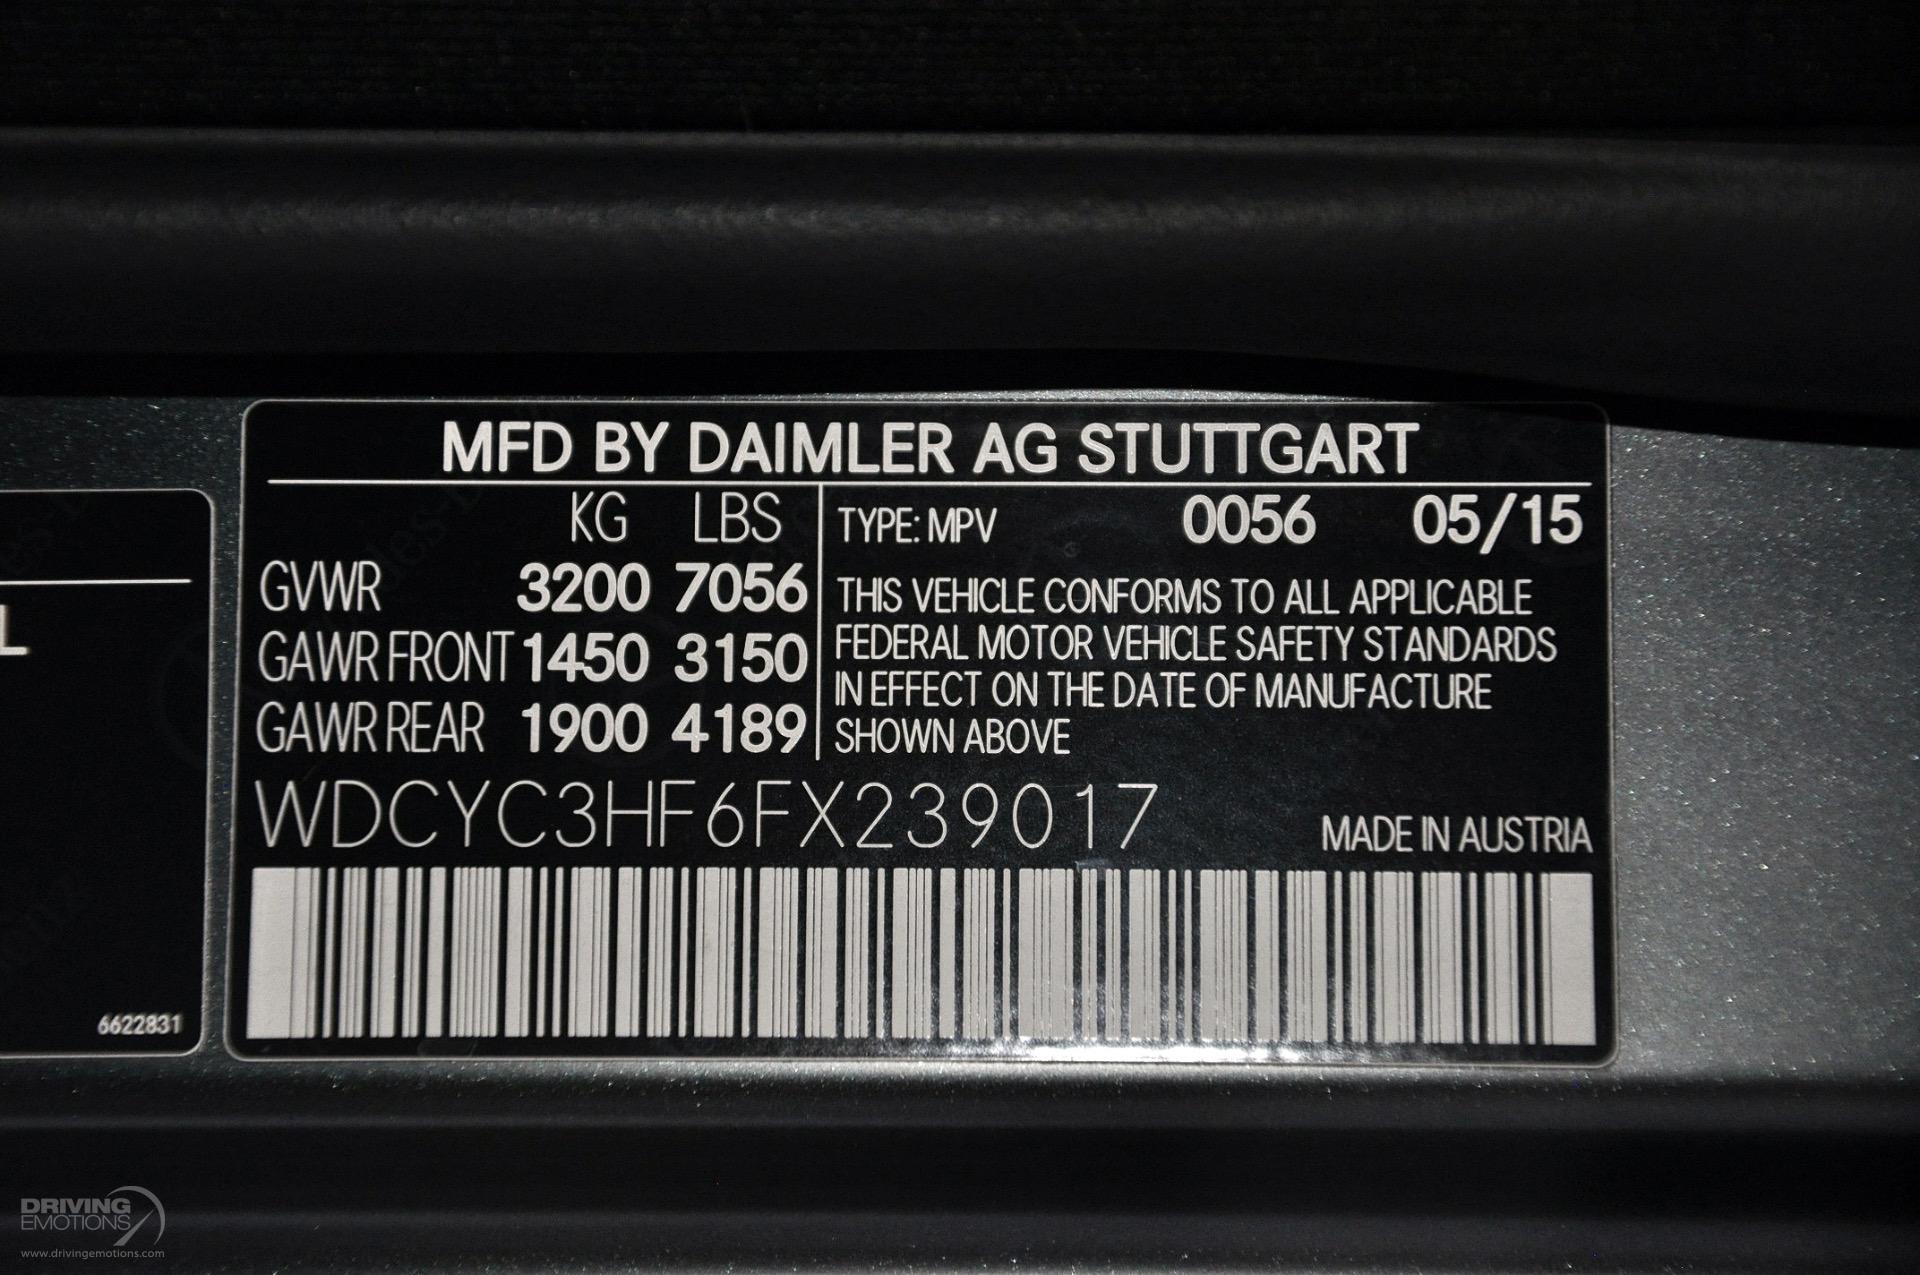 MFD BY DAIMLER AG STUTTGART
KG LBS
GVWR 3200 7056
GAWR FRONT 1450 3150
GAWR REAR 1900 4189
TYPE: MPV 0056 05/15
THIS VEHICLE CONFORMS TO ALL APPLICABLE
FEDERAL MOTOR VEHICLE SAFETY STANDARDS
IN EFFECT ON THE DATE OF MANUFACTURE
SHOWN ABOVE
WDCYC3HF6FX239017
MADE IN AUSTRIA
L
6622831
DRIVING
EMOTIONS
www.drivingemotions.com